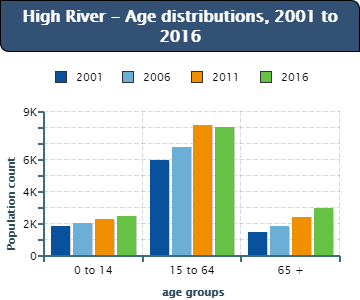 High River - Age distributions, 2001 to
2016
2001 2006 2011 2016
Population count
9K
6K
4K
2K
0
0 to 14 15 to 64 65 +
age groups